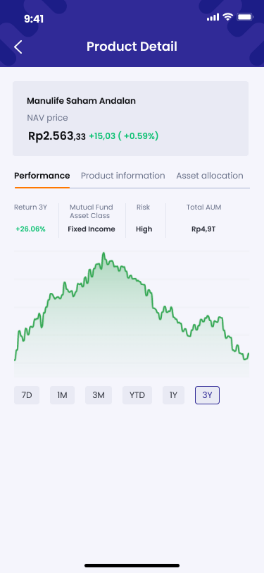 9:41
Product Detail
Manulife Saham Andalan
NAV price
Rp2.563,33 +15,03 ( +0.59%)
Performance Product information Asset allocation
Return 3Y Mutual Fund Asset Class Risk Total AUM
+26.06% Fixed Income High Rp4,9T
7D 1M 3M YTD 1Y 3Y